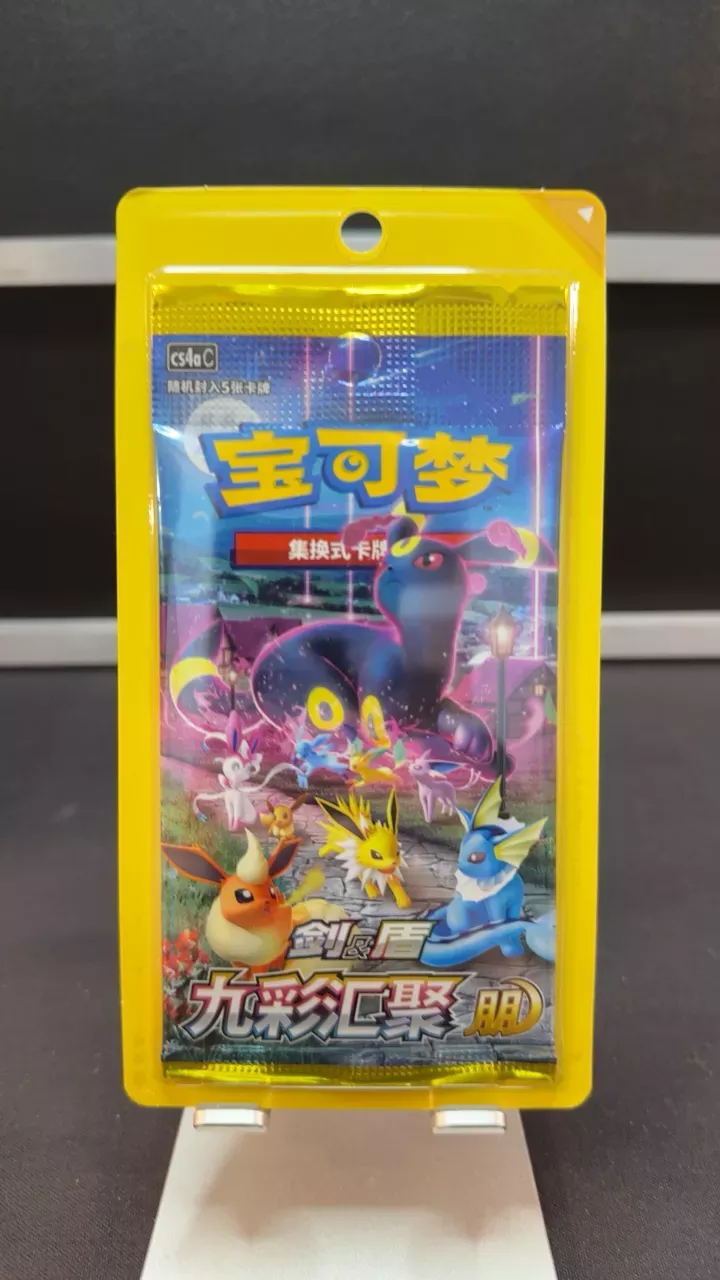 cs4aC
随机封入5张卡牌
宝可梦
集换式卡牌
剑&盾
九彩汇聚 朋